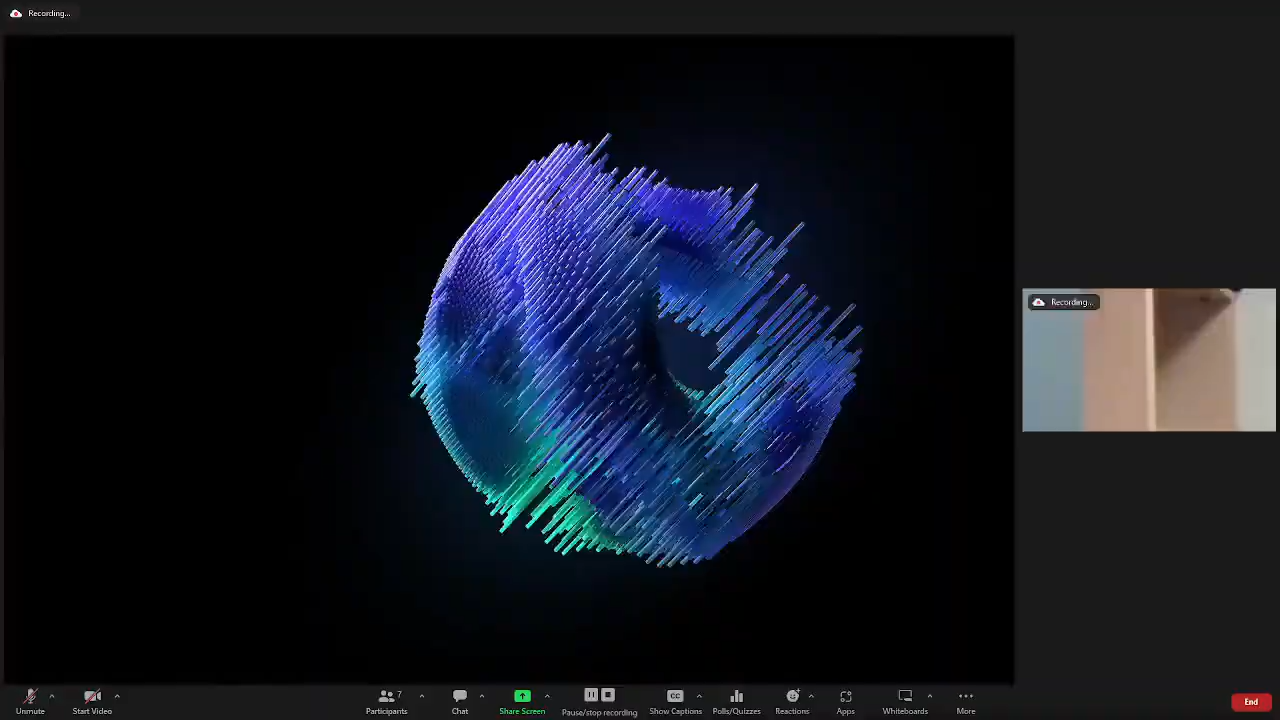 Recording...
Recording...
7
Unmute
Start Video
Participants
Chat
Share Screen
Pause/stop recording
CC
Show Captions
Polls/Quizzes
Reactions
Apps
Whiteboards
More
End